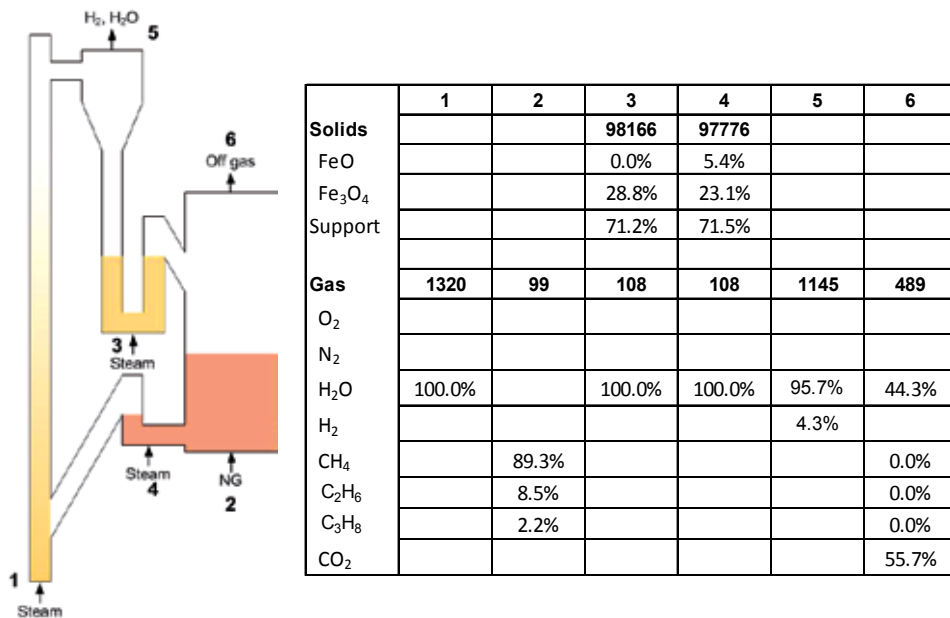 H₂, H₂O
5
6
Off gas
3
Steam
Steam
4
NG
2
1
Steam
1 2 3 4 5 6
Solids 98166 97776
FeO 0.0% 5.4%
Fe₃O₄ 28.8% 23.1%
Support 71.2% 71.5%
Gas 1320 99 108 108 1145 489
O₂
N₂
H₂O 100.0% 100.0% 100.0% 95.7% 44.3%
H₂ 4.3%
CH₄ 89.3% 0.0%
C₂H₆ 8.5% 0.0%
C₃H₈ 2.2% 0.0%
CO₂ 55.7%